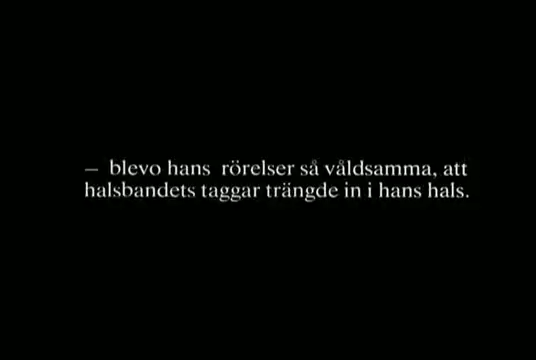 – blevo hans rörelser så våldsamma, att
halsbandets taggar trängde in i hans hals.